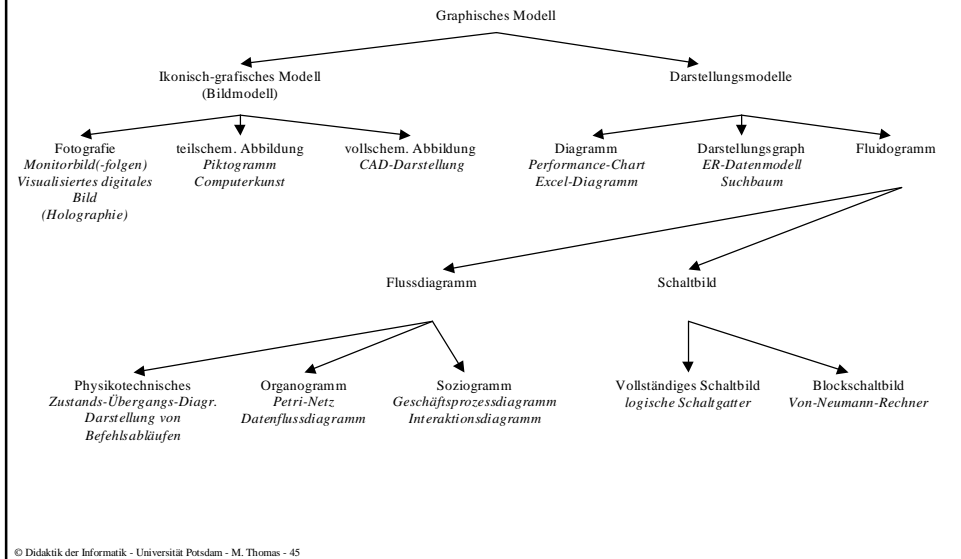 Graphisches Modell
Ikonisch-grafisches Modell
(Bildmodell)
Darstellungsmodelle
Fotografie
Monitorbild(-folgen)
Visualisiertes digitales
Bild
(Holographie)
teilschem. Abbildung
Piktogramm
Computerkunst
vollschem. Abbildung
CAD-Darstellung
Diagramm
Performance-Chart
Excel-Diagramm
Darstellungsgraph
ER-Datenmodell
Suchbaum
Fluidogramm
Flussdiagramm
Schaltbild
Physikotechnisches
Zustands-Übergangs-Diagr.
Darstellung von
Befehlsabläufen
Organogramm
Petri-Netz
Datenflussdiagramm
Soziogramm
Geschäftsprozessdiagramm
Interaktionsdiagramm
Vollständiges Schaltbild
logische Schaltgatter
Blockschaltbild
Von-Neumann-Rechner
© Didaktik der Informatik - Universität Potsdam - M. Thomas - 45